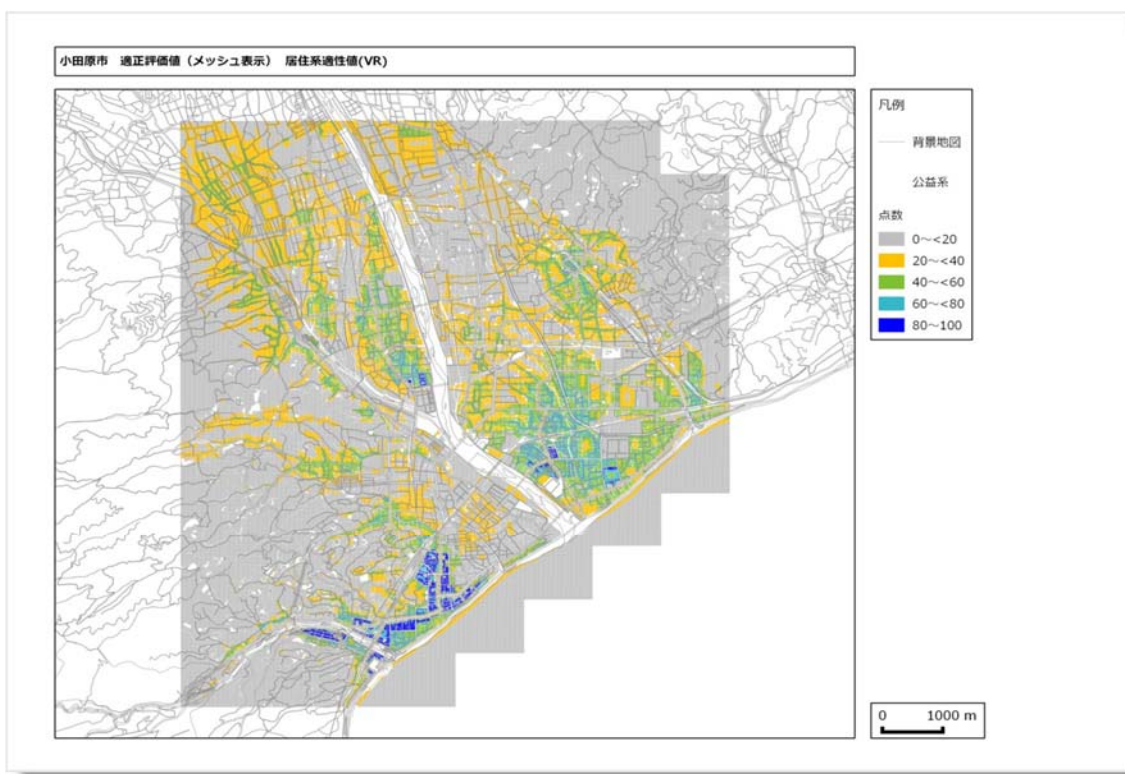 小田原市 適正評価値（メッシュ表示） 居住系適性値(VR)
凡例
背景地図
公益系
点数
0～<20
20～<40
40～<60
60～<80
80～100
0 1000 m